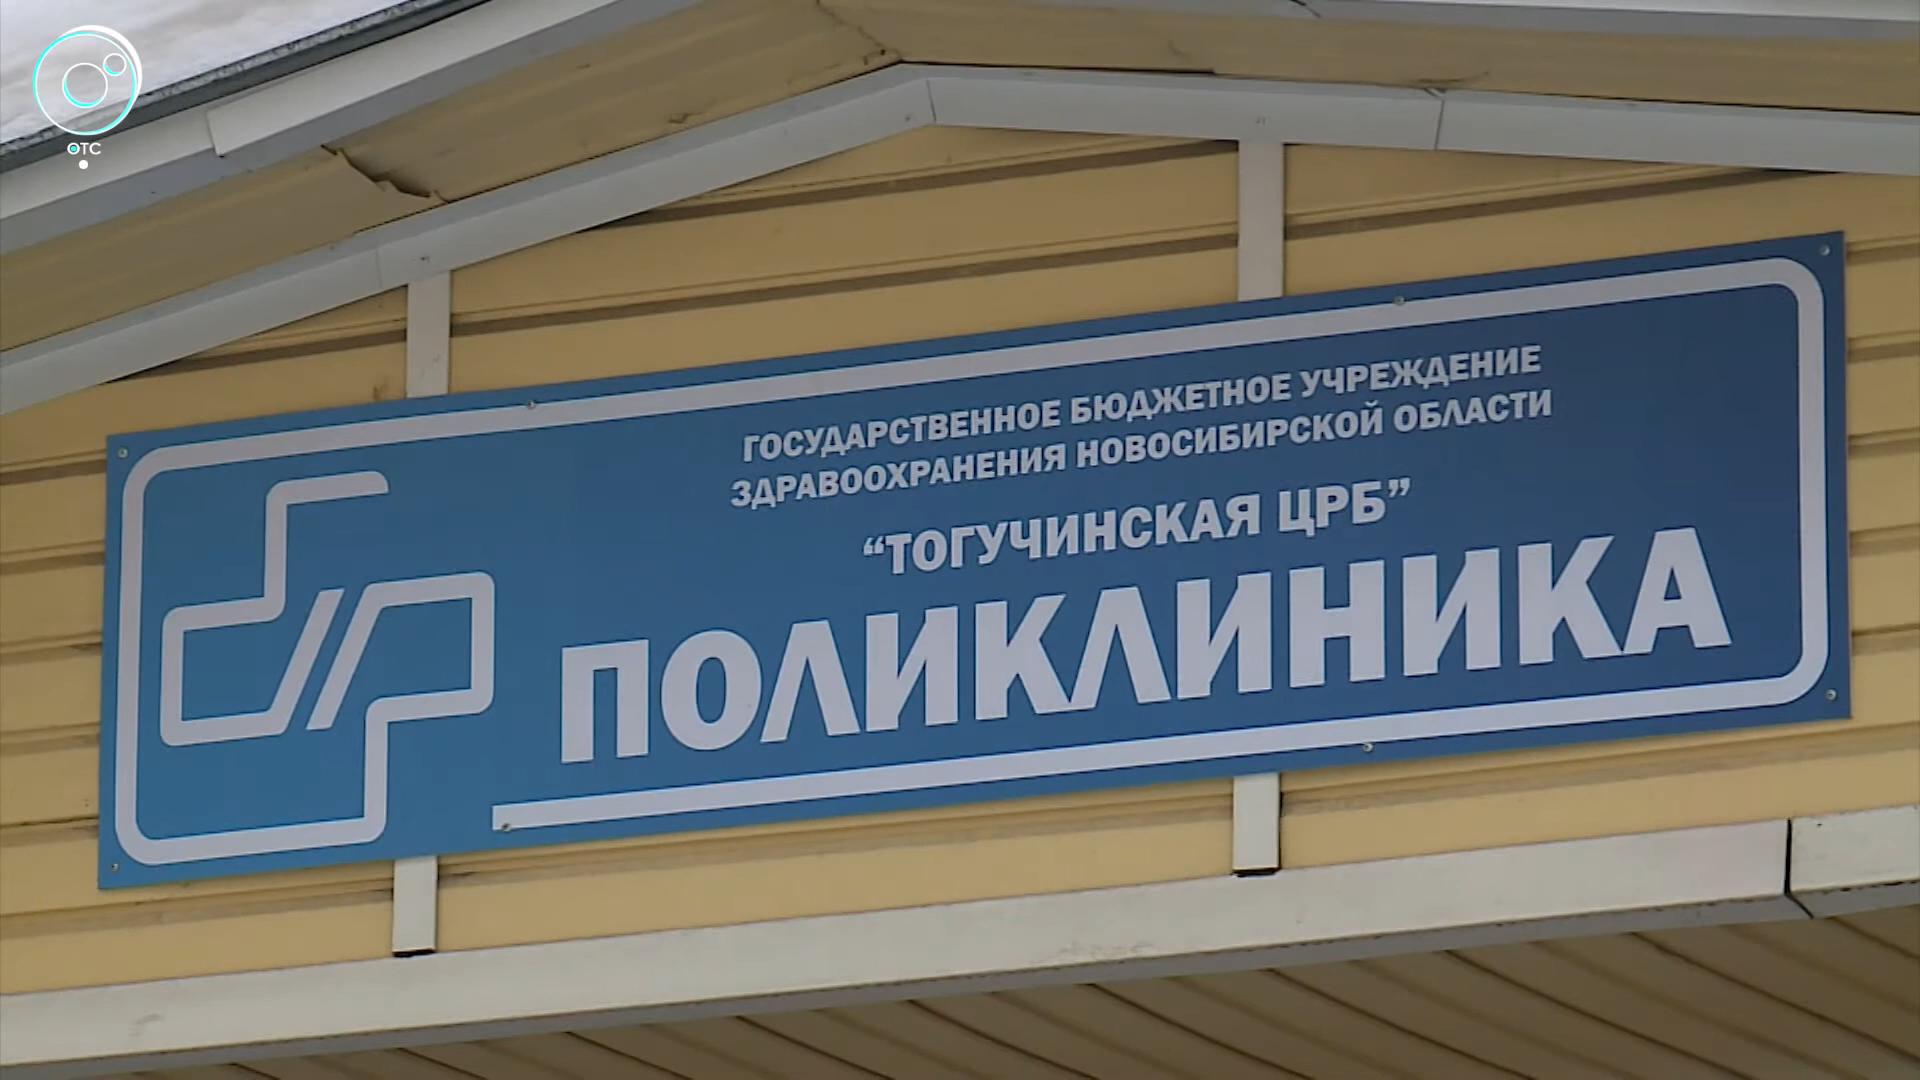 ОТС
ГОСУДАРСТВЕННОЕ БЮДЖЕТНОЕ УЧРЕЖДЕНИЕ
ЗДРАВООХРАНЕНИЯ НОВОСИБИРСКОЙ ОБЛАСТИ
“ТОГУЧИНСКАЯ ЦРБ”
ПОЛИКЛИНИКА